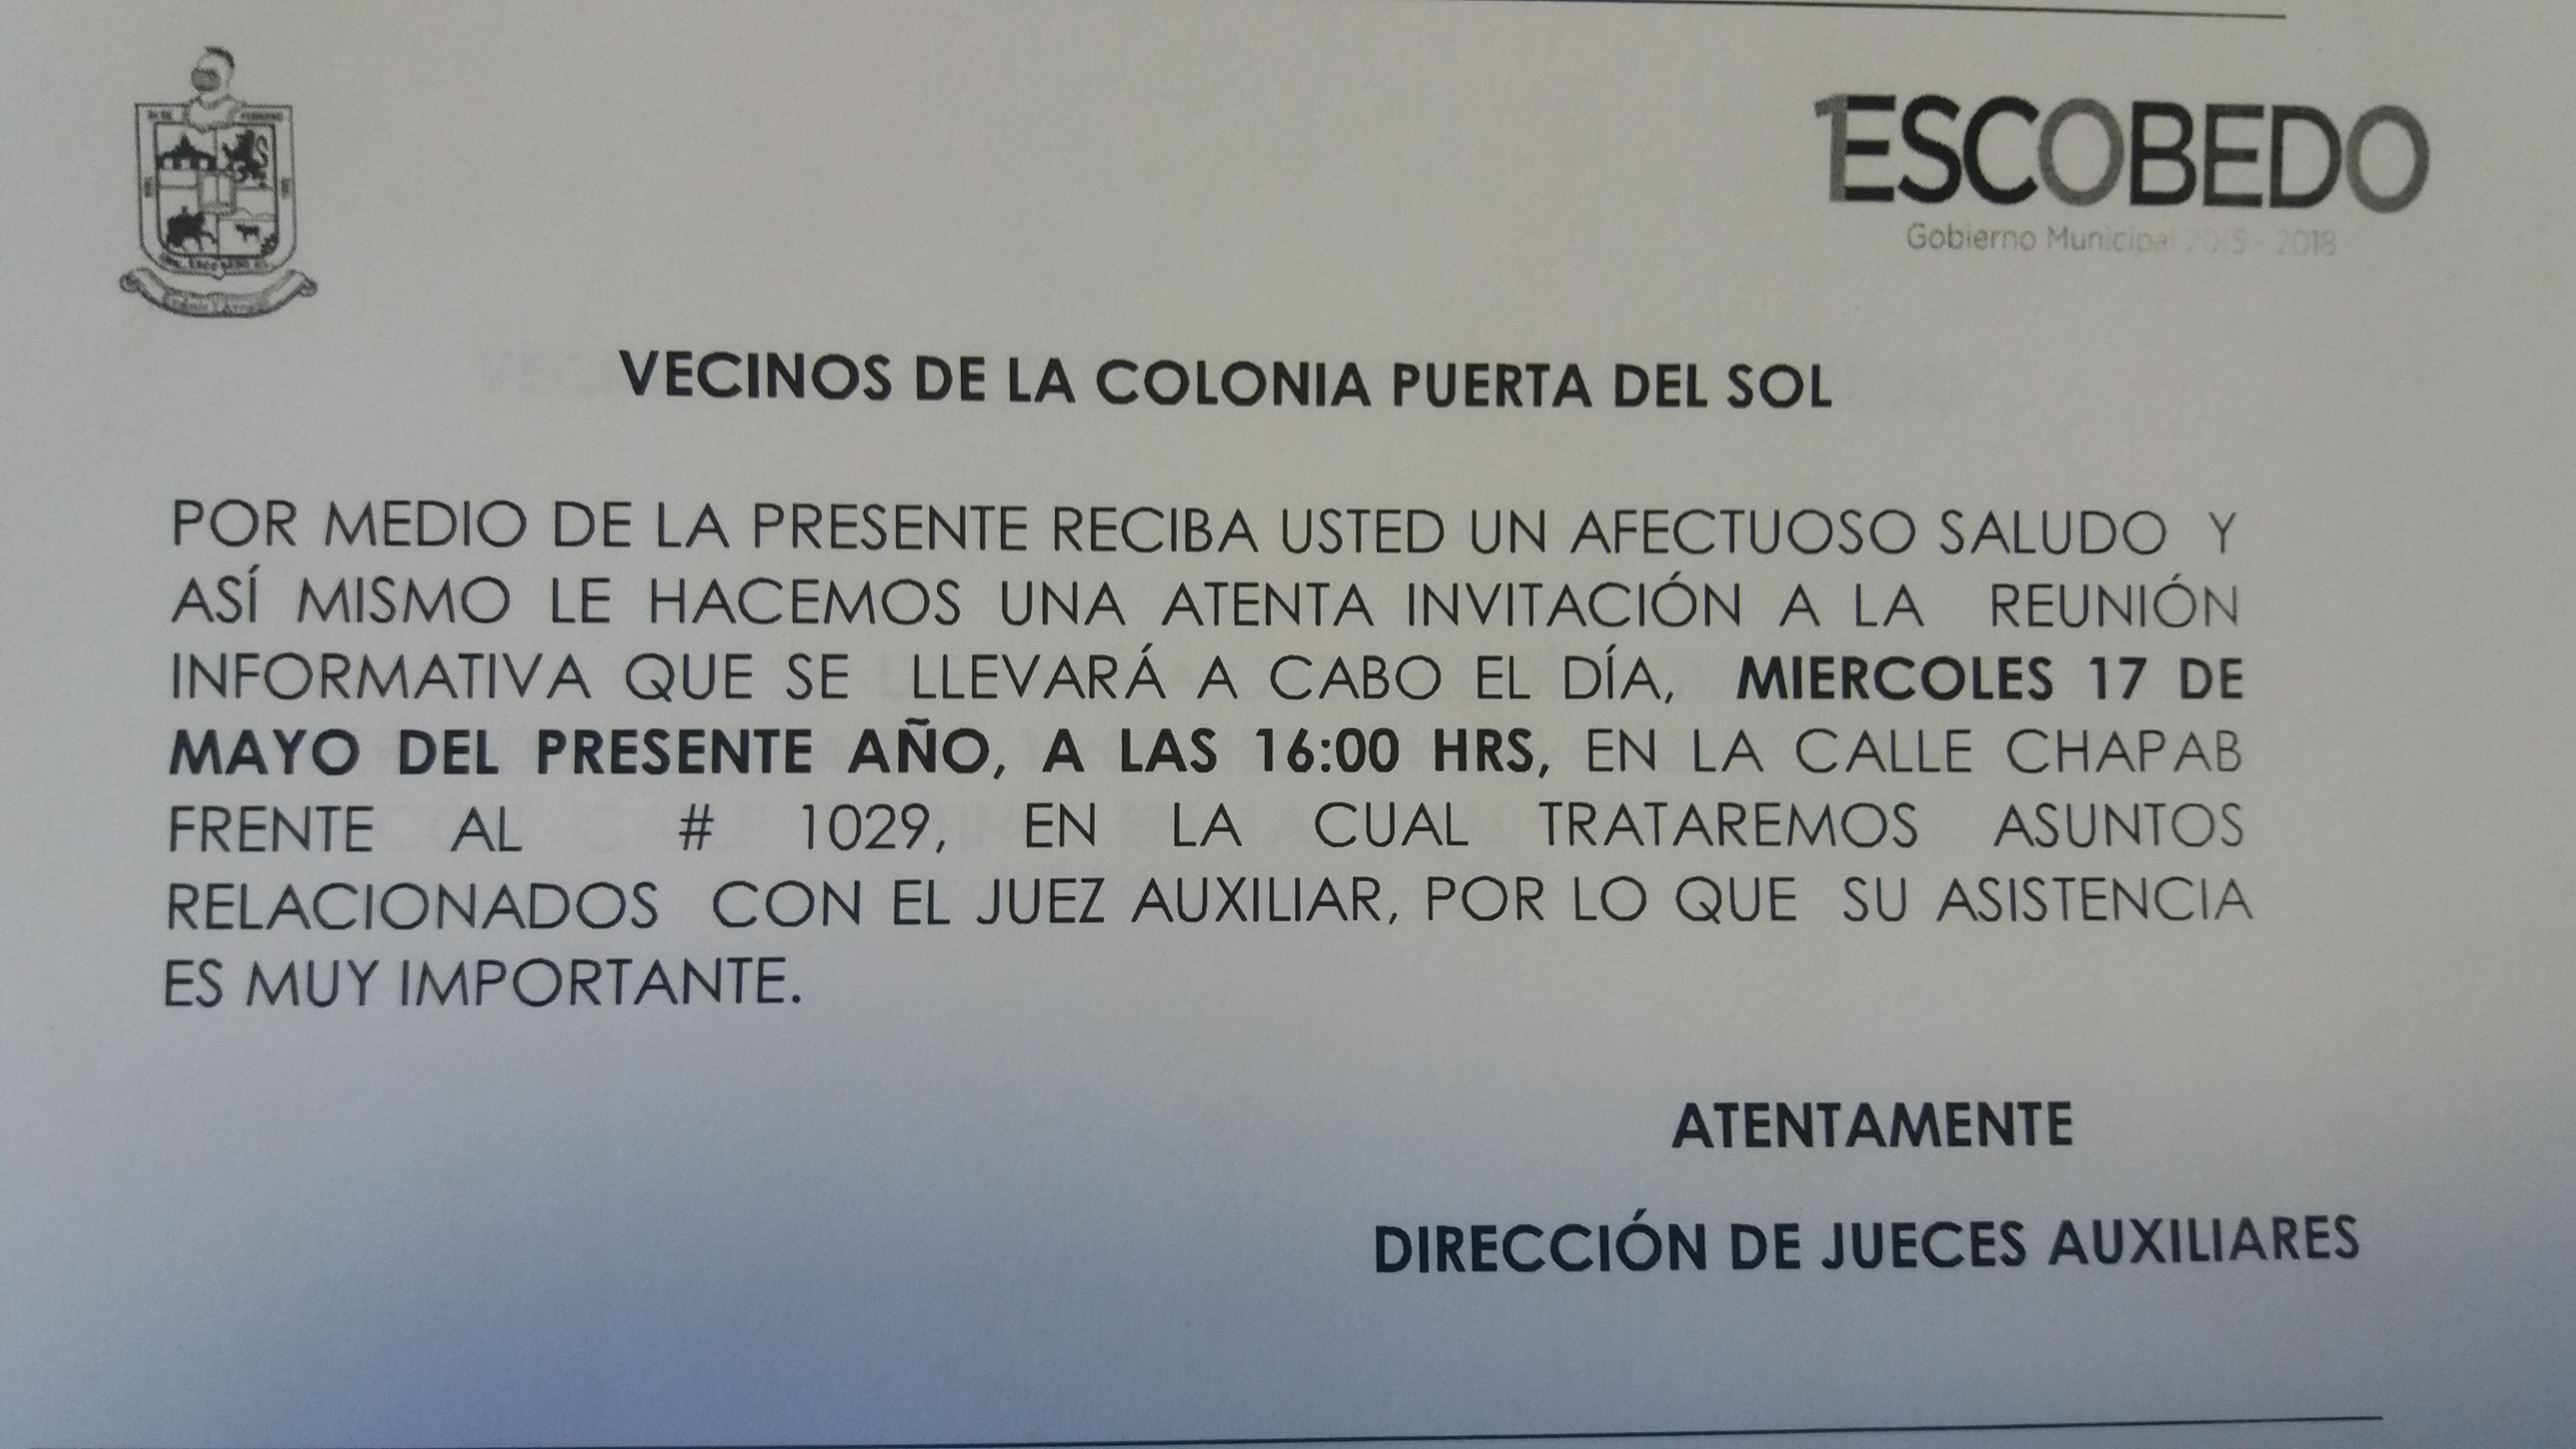 ESCOBEDO
Gobierno Municipal 2015 - 2018
VECINOS DE LA COLONIA PUERTA DEL SOL
POR MEDIO DE LA PRESENTE RECIBA USTED UN AFECTUOSO SALUDO Y
ASÍ MISMO LE HACEMOS UNA ATENTA INVITACIÓN A LA REUNIÓN
INFORMATIVA QUE SE LLEVARÁ A CABO EL DÍA, MIERCOLES 17 DE
MAYO DEL PRESENTE AÑO, A LAS 16:00 HRS, EN LA CALLE CHAPAB
FRENTE AL # 1029, EN LA CUAL TRATAREMOS ASUNTOS
RELACIONADOS CON EL JUEZ AUXILIAR, POR LO QUE SU ASISTENCIA
ES MUY IMPORTANTE.
ATENTAMENTE
DIRECCIÓN DE JUECES AUXILIARES